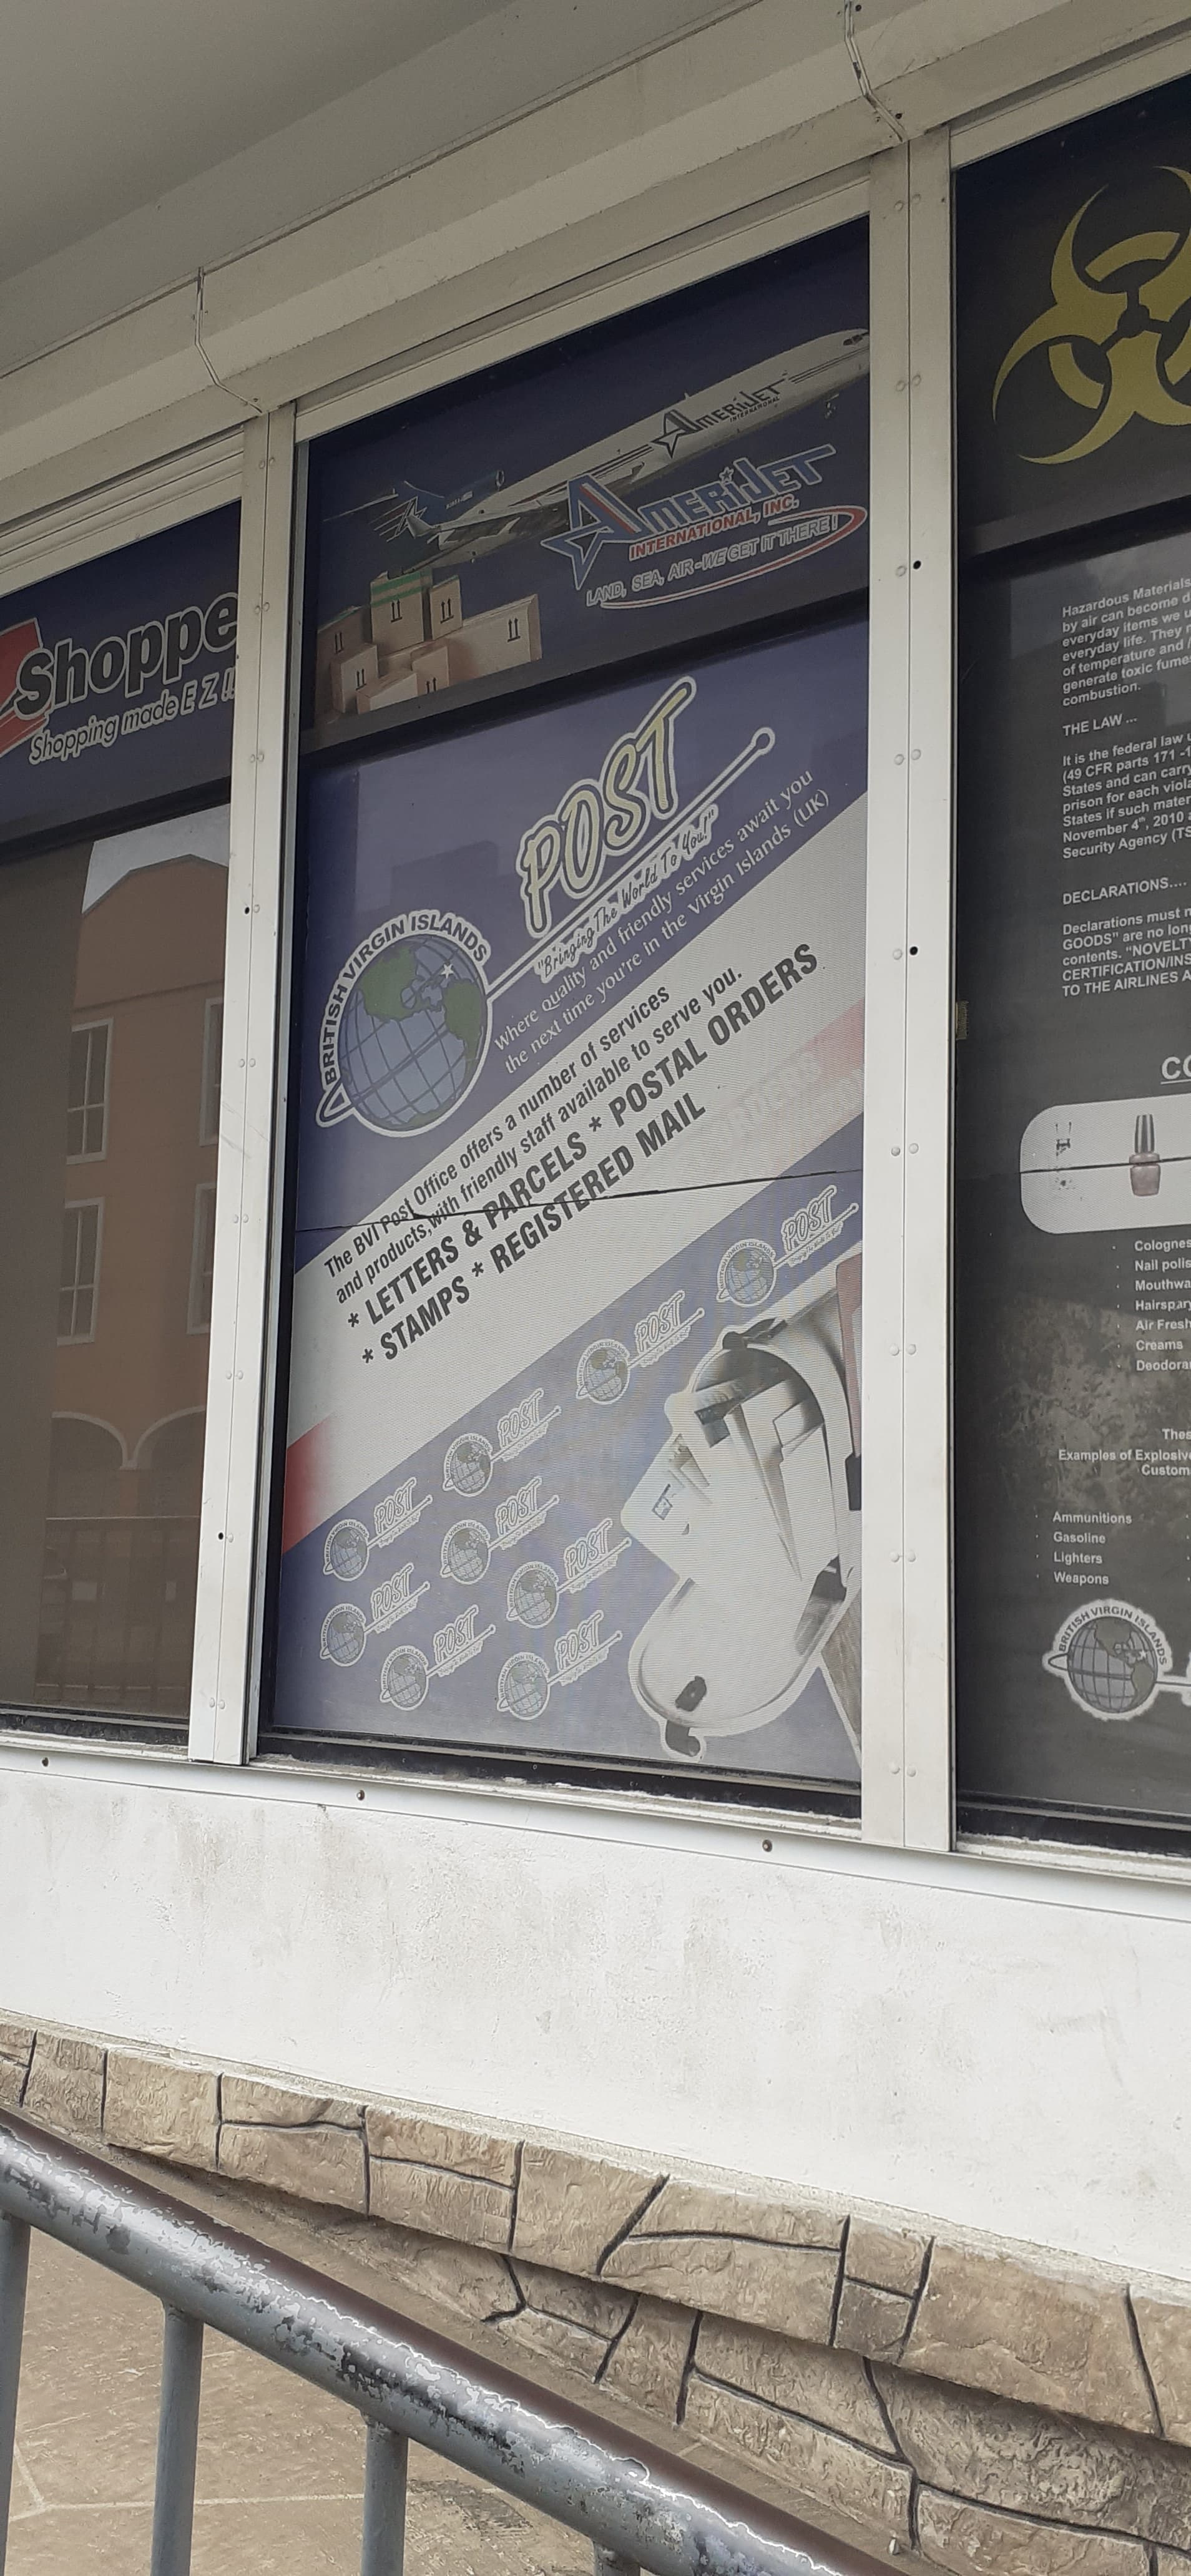 Shoppe
Shopping made E Z !!
AMERIJET
INTERNATIONAL
AMERIJET
INTERNATIONAL, INC.
LAND, SEA, AIR -WE GET IT THERE!
BRITISH VIRGIN ISLANDS
POST
"Bringing The World To You!"
Where quality and friendly services await you
the next time you're in the Virgin Islands (UK)
The BVI Post Office offers a number of services
and products, with friendly staff available to serve you.
* LETTERS & PARCELS * POSTAL ORDERS
* STAMPS * REGISTERED MAIL
POST
POST
POST
POST
POST
POST
POST
POST
POST
Hazardous Materials
by air can become d
everyday items we u
everyday life. They
of temperature and
generate toxic fume
combustion.
THE LAW ...
It is the federal law u
(49 CFR parts 171 -1
States and can carry
prison for each viola
States if such mater
November 4th, 2010 a
Security Agency (TS
DECLARATIONS....
Declarations must n
GOODS" are no long
contents. "NOVELTY
CERTIFICATION/INS
TO THE AIRLINES A
CO
Colognes
Nail polis
Mouthwa
Hairspary
Air Fresh
Creams
Deodora
Thes
Examples of Explosive
Custom
Ammunitions
Gasoline
Lighters
Weapons
BRITISH VIRGIN ISLANDS